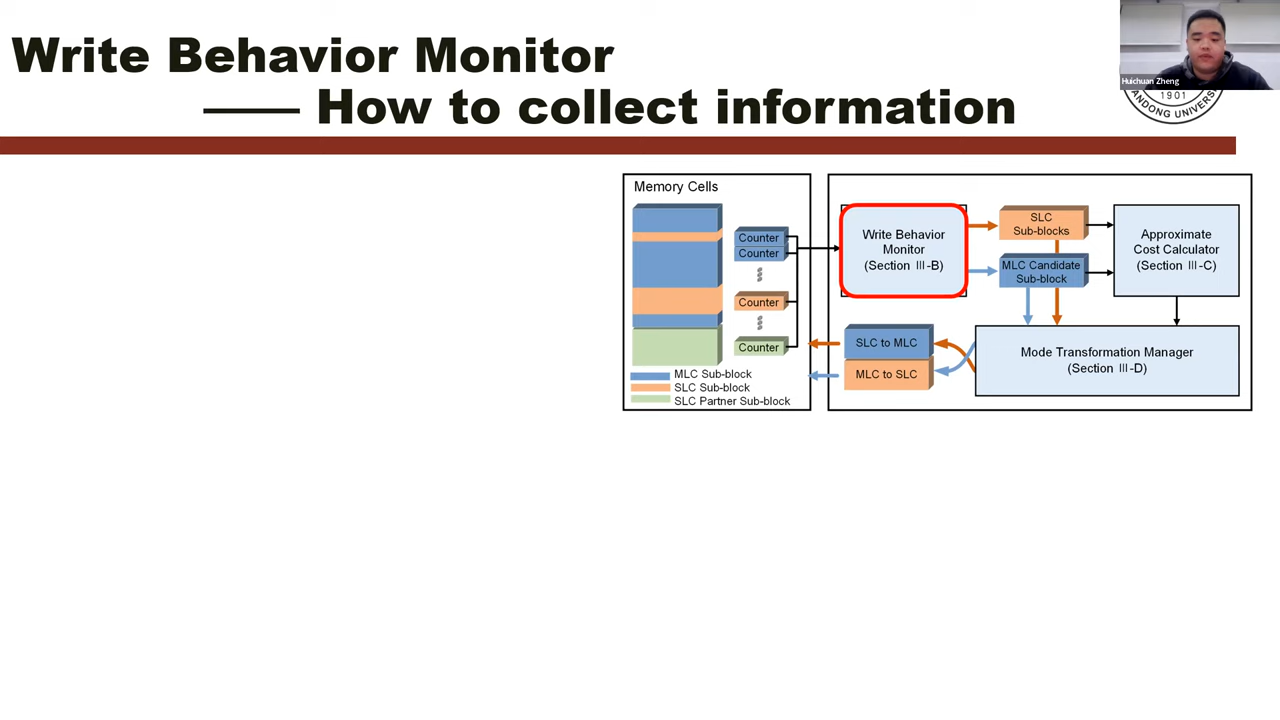 Write Behavior Monitor
—— How to collect information
Huichuan Zheng
1901
ANDONG UNIVERS
Memory Cells
Counter
Counter
Counter
Counter
MLC Sub-block
SLC Sub-block
SLC Partner Sub-block
Write Behavior
Monitor
(Section Ⅲ-B)
SLC
Sub-blocks
MLC Candidate
Sub-block
Approximate
Cost Calculator
(Section Ⅲ-C)
SLC to MLC
MLC to SLC
Mode Transformation Manager
(Section Ⅲ-D)